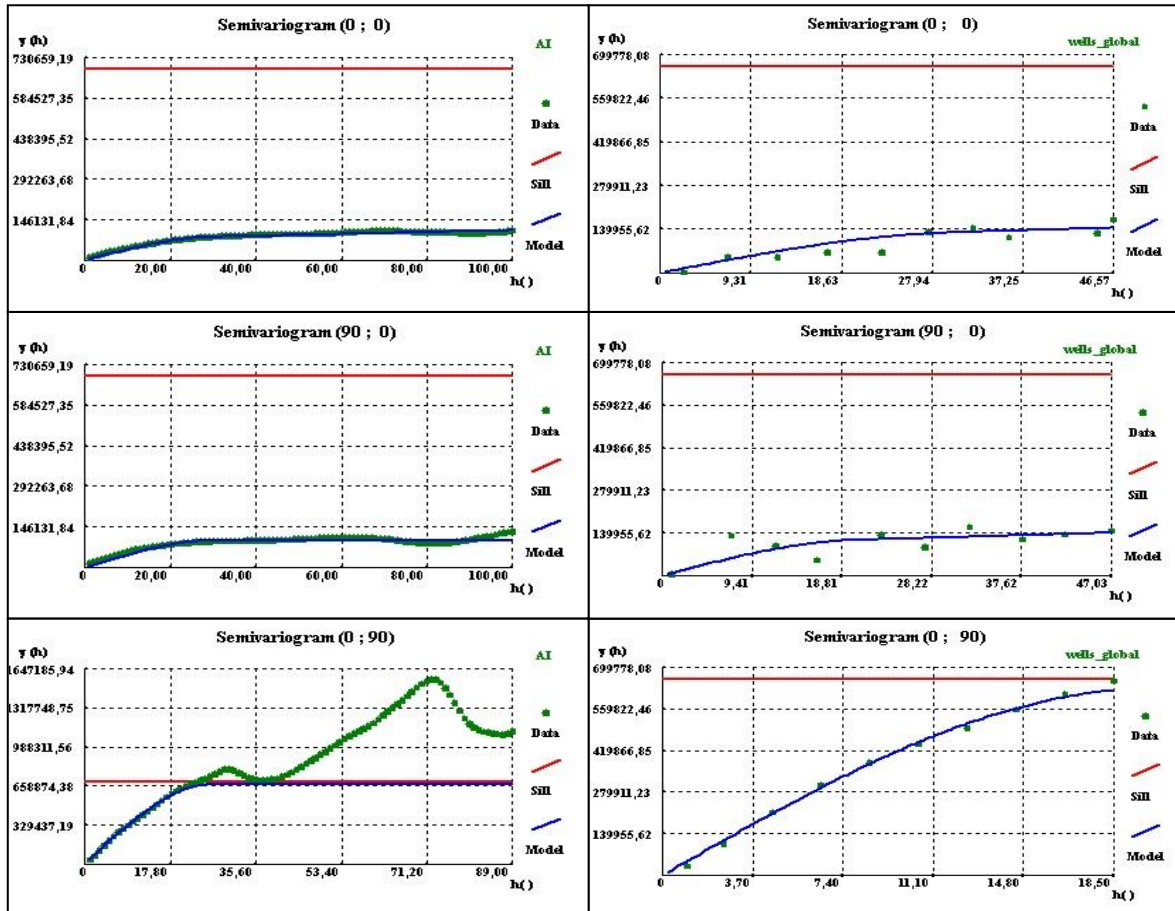 Semivariogram (0 ; 0)
γ (h)
AI
730659,19
584527,35
438395,52
292263,68
146131,84
Data
Sill
Model
0 20,00 40,00 60,00 80,00 100,00
h( )
Semivariogram (0 ; 0)
γ (h)
wells_global
699778,08
559822,46
419866,85
279911,23
139955,62
Data
Sill
Model
0 9,31 18,63 27,94 37,25 46,57
h( )
Semivariogram (90 ; 0)
γ (h)
AI
730659,19
584527,35
438395,52
292263,68
146131,84
Data
Sill
Model
0 20,00 40,00 60,00 80,00 100,00
h( )
Semivariogram (90 ; 0)
γ (h)
wells_global
699778,08
559822,46
419866,85
279911,23
139955,62
Data
Sill
Model
0 9,41 18,81 28,22 37,62 47,03
h( )
Semivariogram (0 ; 90)
γ (h)
AI
1647185,94
1317748,75
988311,56
658874,38
329437,19
Data
Sill
Model
0 17,80 35,60 53,40 71,20 89,00
h( )
Semivariogram (0 ; 90)
γ (h)
wells_global
699778,08
559822,46
419866,85
279911,23
139955,62
Data
Sill
Model
0 3,70 7,40 11,10 14,80 18,50
h( )